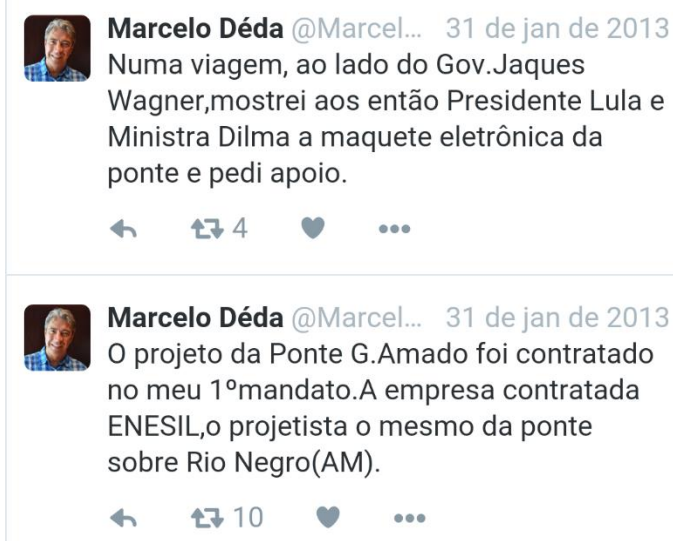 Marcelo Déda @Marcel... 31 de jan de 2013
Numa viagem, ao lado do Gov.Jaques
Wagner,mostrei aos então Presidente Lula e
Ministra Dilma a maquete eletrônica da
ponte e pedi apoio.
4
Marcelo Déda @Marcel... 31 de jan de 2013
O projeto da Ponte G.Amado foi contratado
no meu 1ºmandato.A empresa contratada
ENESIL,o projetista o mesmo da ponte
sobre Rio Negro(AM).
10